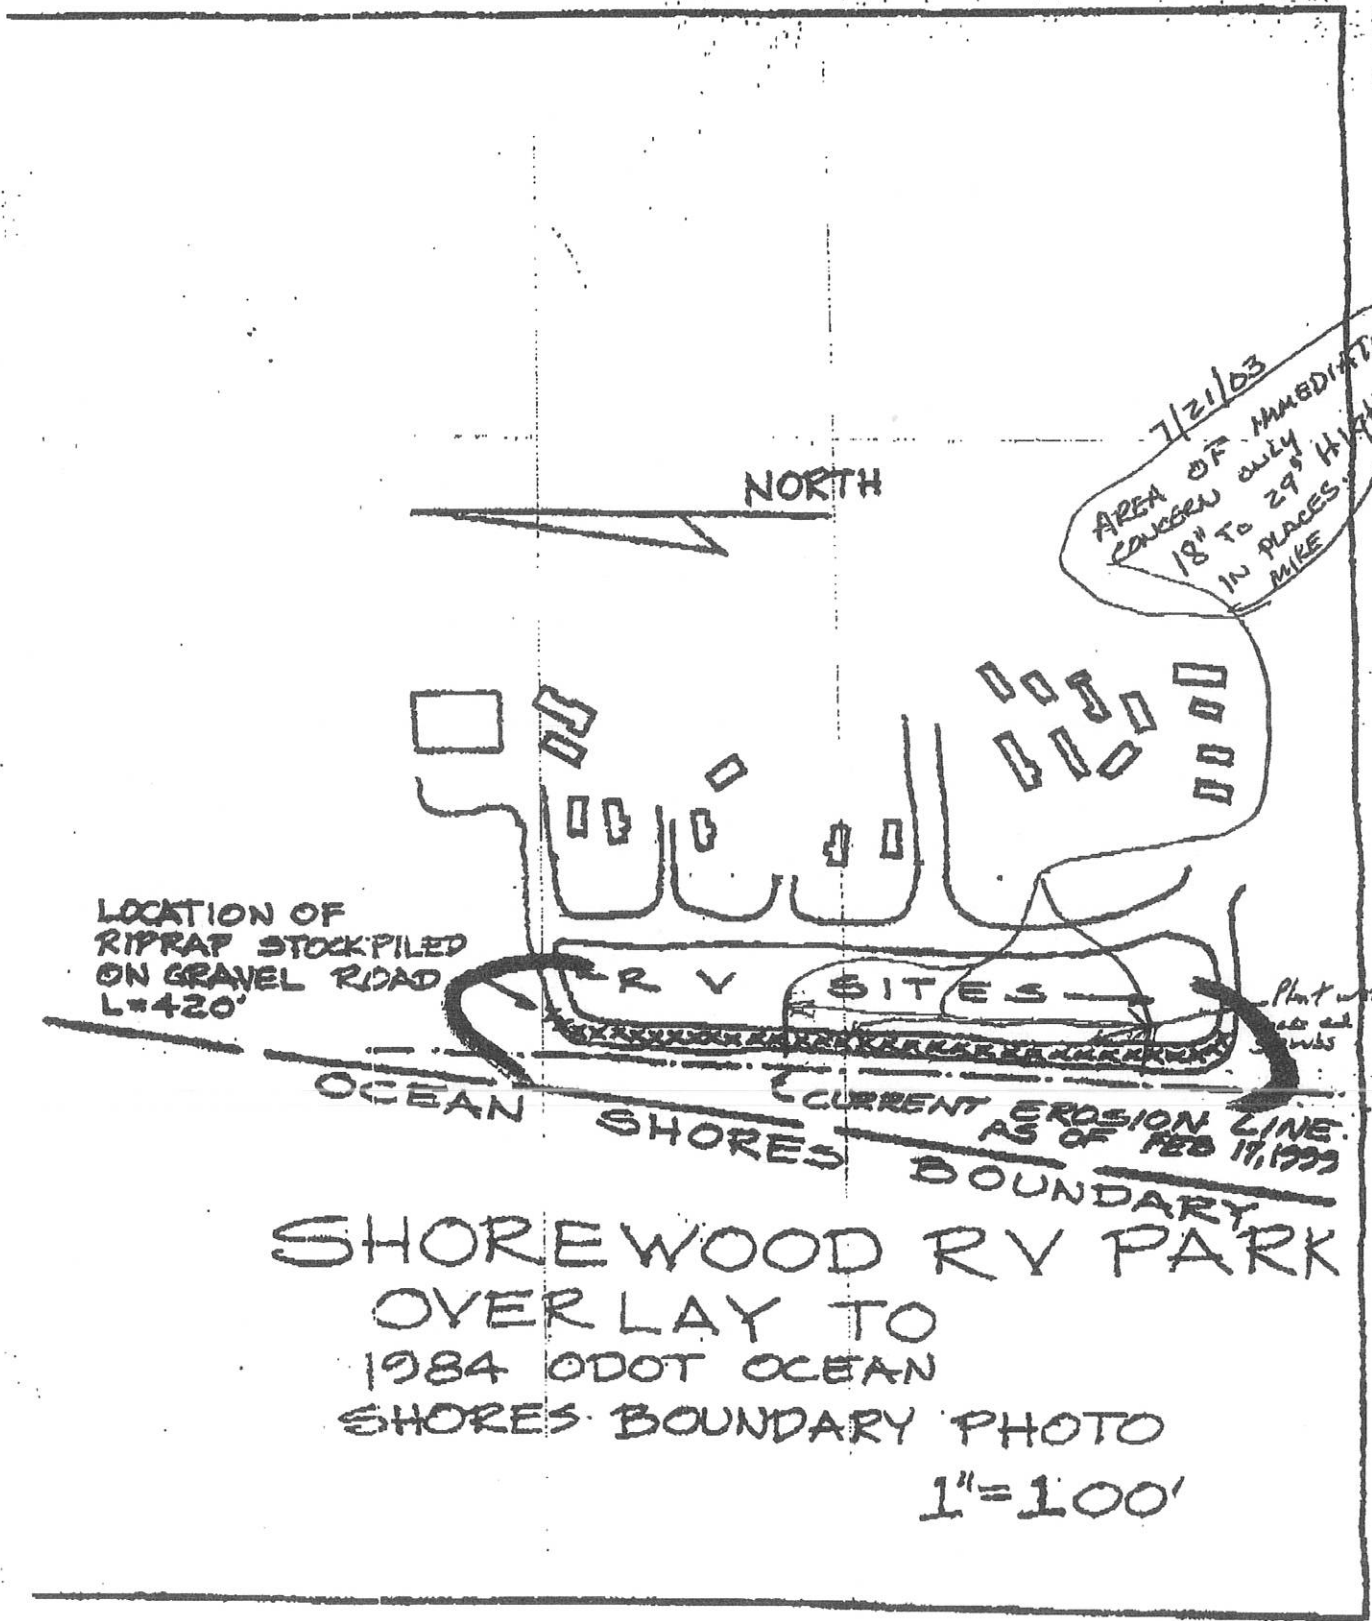 7/21/03
AREA OF IMMEDIATE
CONCERN ONLY
18" TO 29" HIGH
IN PLACES.
MIKE
NORTH
LOCATION OF
RIPRAP STOCKPILED
ON GRAVEL ROAD
L=420'
RV SITES
Plant
OCEAN SHORES BOUNDARY
CURRENT EROSION LINE
AS OF FEB 17, 1999
SHOREWOOD RV PARK
OVERLAY TO
1984 ODOT OCEAN
SHORES BOUNDARY PHOTO
1"=100'